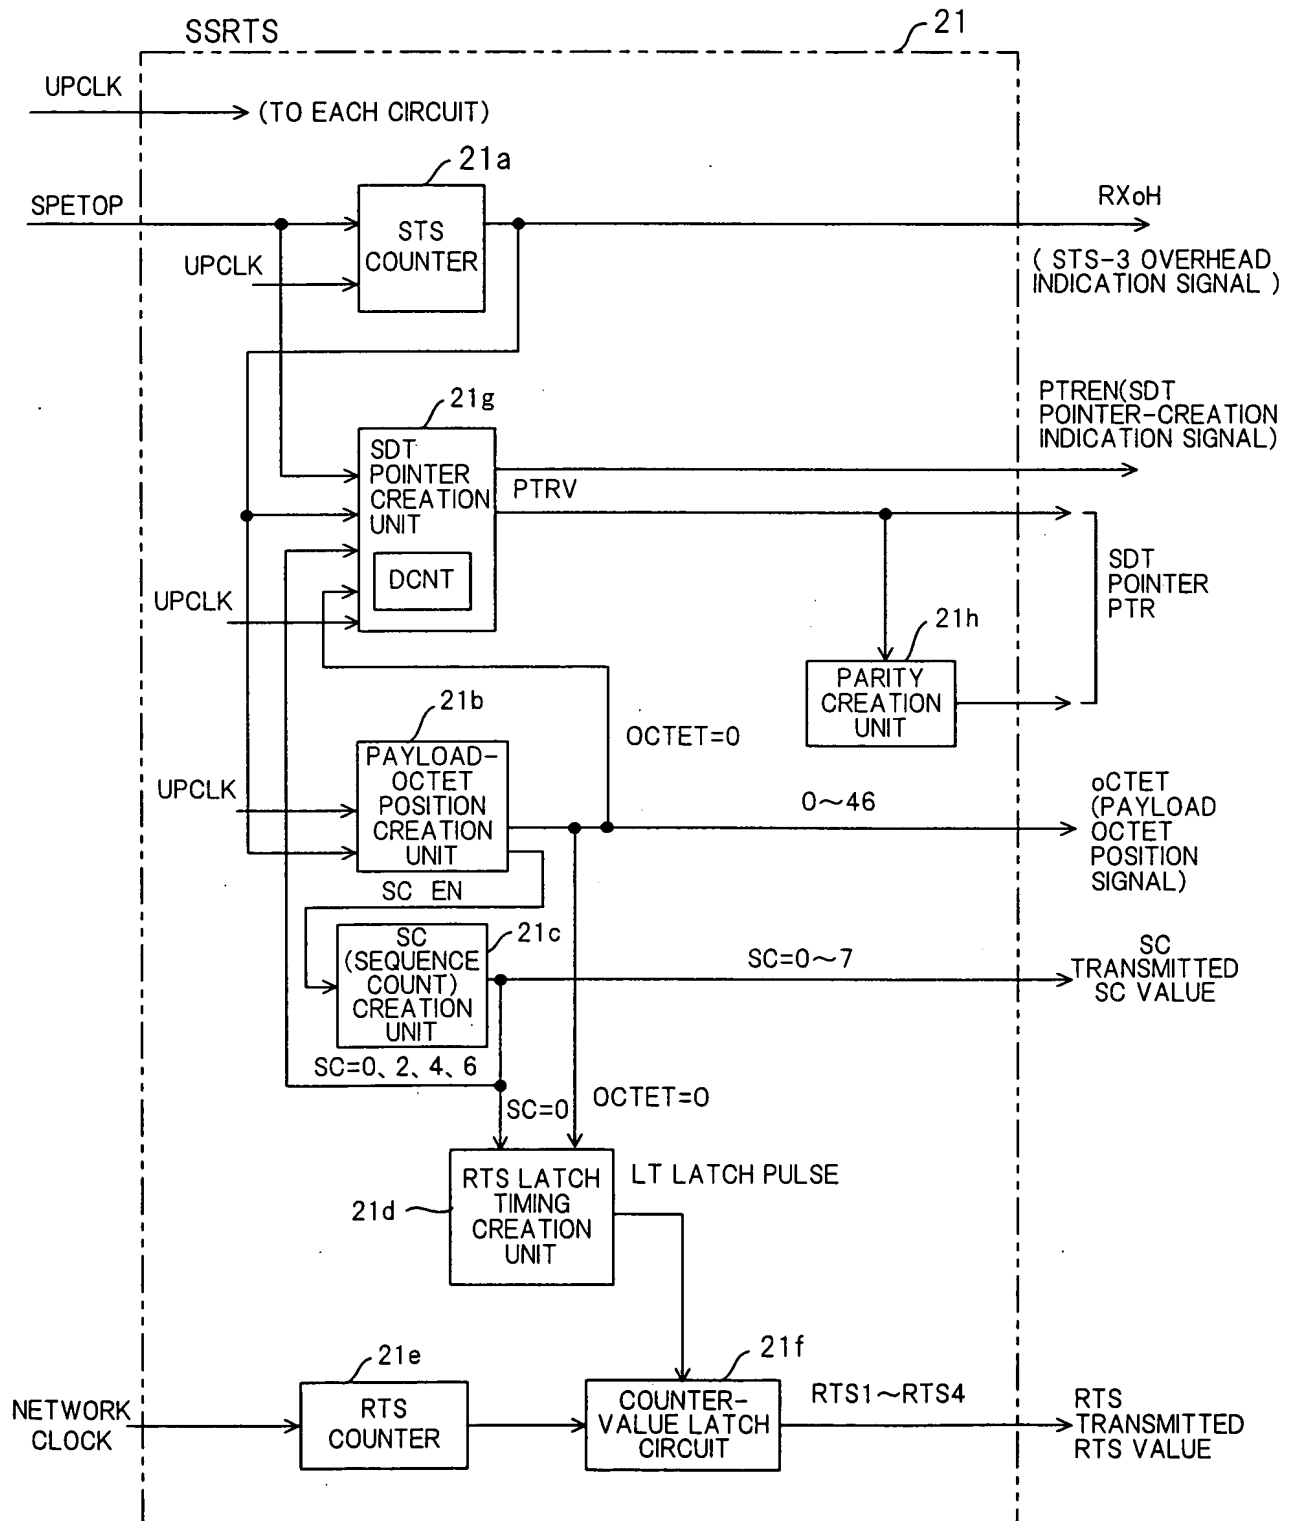 SSRTS
21
UPCLK
(TO EACH CIRCUIT)
21a
SPETOP
STS
COUNTER
UPCLK
RXoH
( STS-3 OVERHEAD
INDICATION SIGNAL )
21g
SDT
POINTER
CREATION
UNIT
DCNT
PTRV
UPCLK
PTREN(SDT
POINTER-CREATION
INDICATION SIGNAL)
SDT
POINTER
PTR
21h
PARITY
CREATION
UNIT
21b
PAYLOAD-
OCTET
POSITION
CREATION
UNIT
UPCLK
OCTET=0
0～46
oCTET
(PAYLOAD
OCTET
POSITION
SIGNAL)
SC EN
21c
SC
(SEQUENCE
COUNT)
CREATION
UNIT
SC=0～7
SC
TRANSMITTED
SC VALUE
SC=0、2、4、6
SC=0
OCTET=0
21d
RTS LATCH
TIMING
CREATION
UNIT
LT LATCH PULSE
21e
21f
NETWORK
CLOCK
RTS
COUNTER
COUNTER-
VALUE LATCH
CIRCUIT
RTS1～RTS4
RTS
TRANSMITTED
RTS VALUE